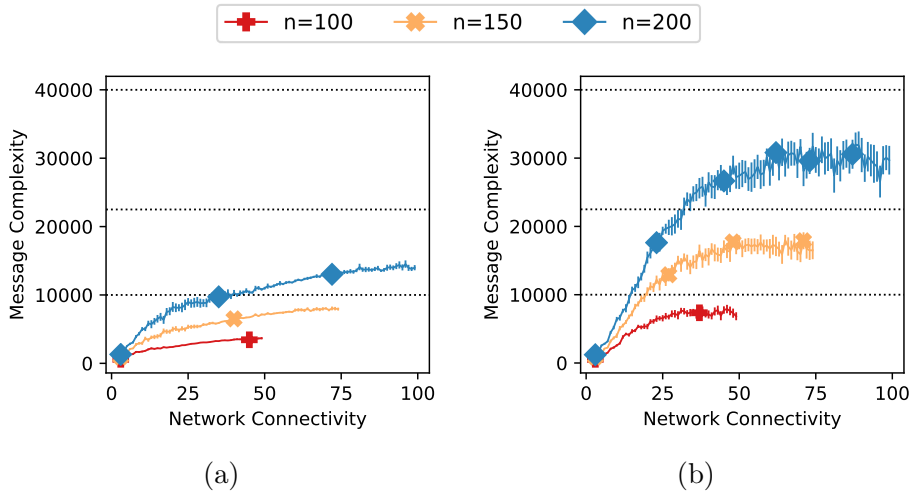 n=100 n=150 n=200
40000
30000
20000
10000
0
Message Complexity
0 25 50 75 100
Network Connectivity
(a)
40000
30000
20000
10000
0
Message Complexity
0 25 50 75 100
Network Connectivity
(b)